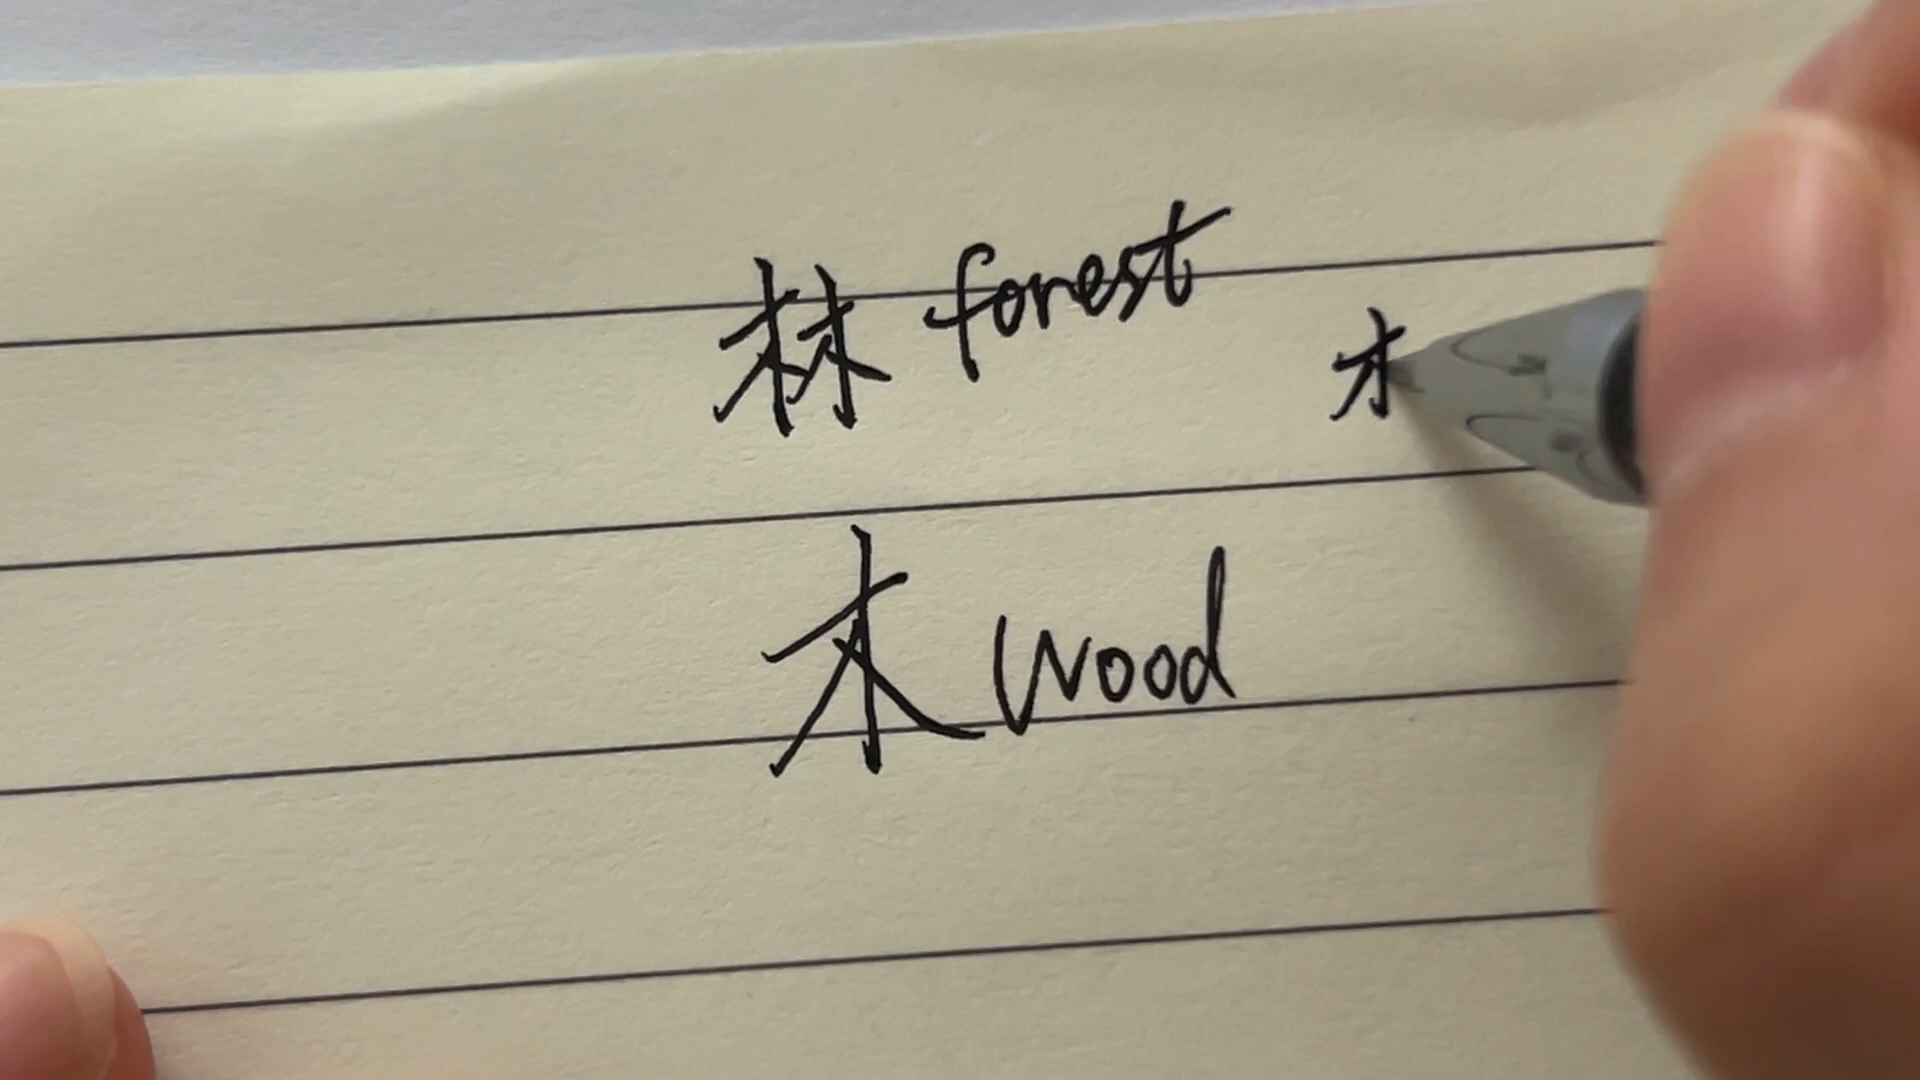 林 forest
木 wood